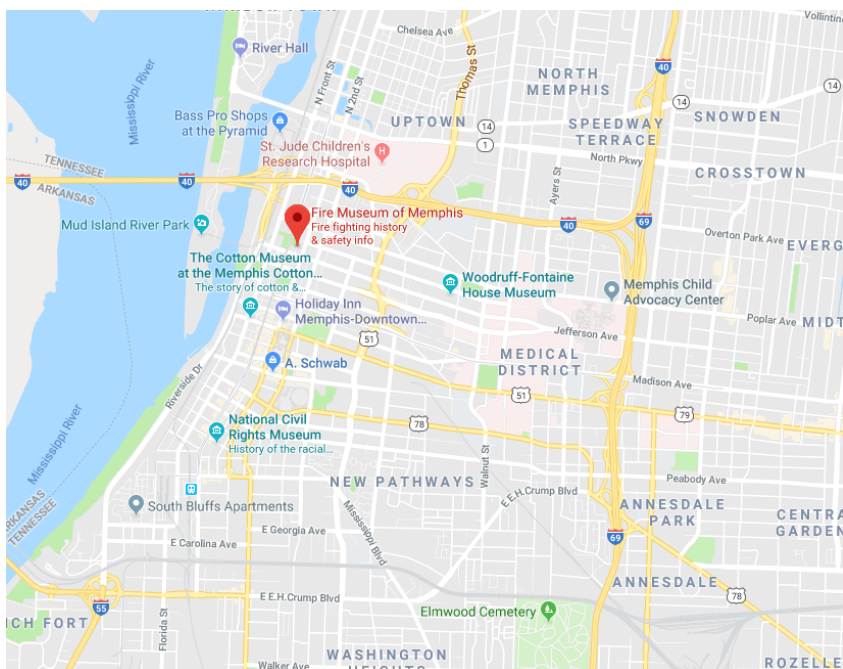 Chelsea Ave
Vollintine
River Hall
N Front St
N 2nd St
Thomas St
40
NORTH
MEMPHIS
40
14
Mississippi River
Bass Pro Shops
at the Pyramid
UPTOWN
14
SPEEDWAY
TERRACE
SNOWDEN
St. Jude Children's
Research Hospital
H
1
North Pkwy
CROSSTOWN
TENNESSEE
ARKANSAS
40
40
40
Ayers St
40
69
Mud Island River Park
Fire Museum of Memphis
Fire fighting history
& safety info
Overton Park Ave
EVERG
The Cotton Museum
at the Memphis Cotton...
The story of cotton &...
Woodruff-Fontaine
House Museum
Memphis Child
Advocacy Center
Holiday Inn
Memphis-Downtown...
Poplar Ave
MIDT
Jefferson Ave
51
A. Schwab
MEDICAL
DISTRICT
Riverside Dr
Madison Ave
51
79
National Civil
Rights Museum
History of the racial...
78
Mississippi River
Walnut St
NEW PATHWAYS
Peabody Ave
E E.H.Crump Blvd
ARKANSAS
TENNESSEE
South Bluffs Apartments
Mississippi Blvd
ANNESDALE
PARK
CENTRA
GARDEN
E Georgia Ave
E Carolina Ave
69
ANNESDALE
78
E E.H.Crump Blvd
55
Elmwood Cemetery
NCH FORT
Florida St
WASHINGTON
HEIGHTS
Walker Ave
ROZELLE